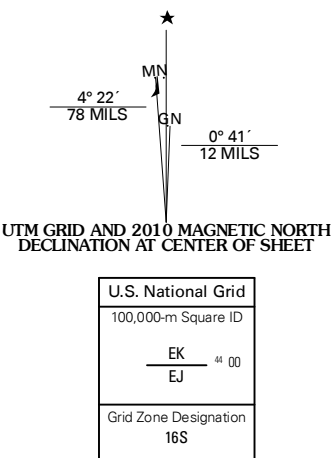 MN
4° 22´
78 MILS
GN
0° 41´
12 MILS
UTM GRID AND 2010 MAGNETIC NORTH
DECLINATION AT CENTER OF SHEET
U.S. National Grid
100,000-m Square ID
EK
44 00
EJ
Grid Zone Designation
16S